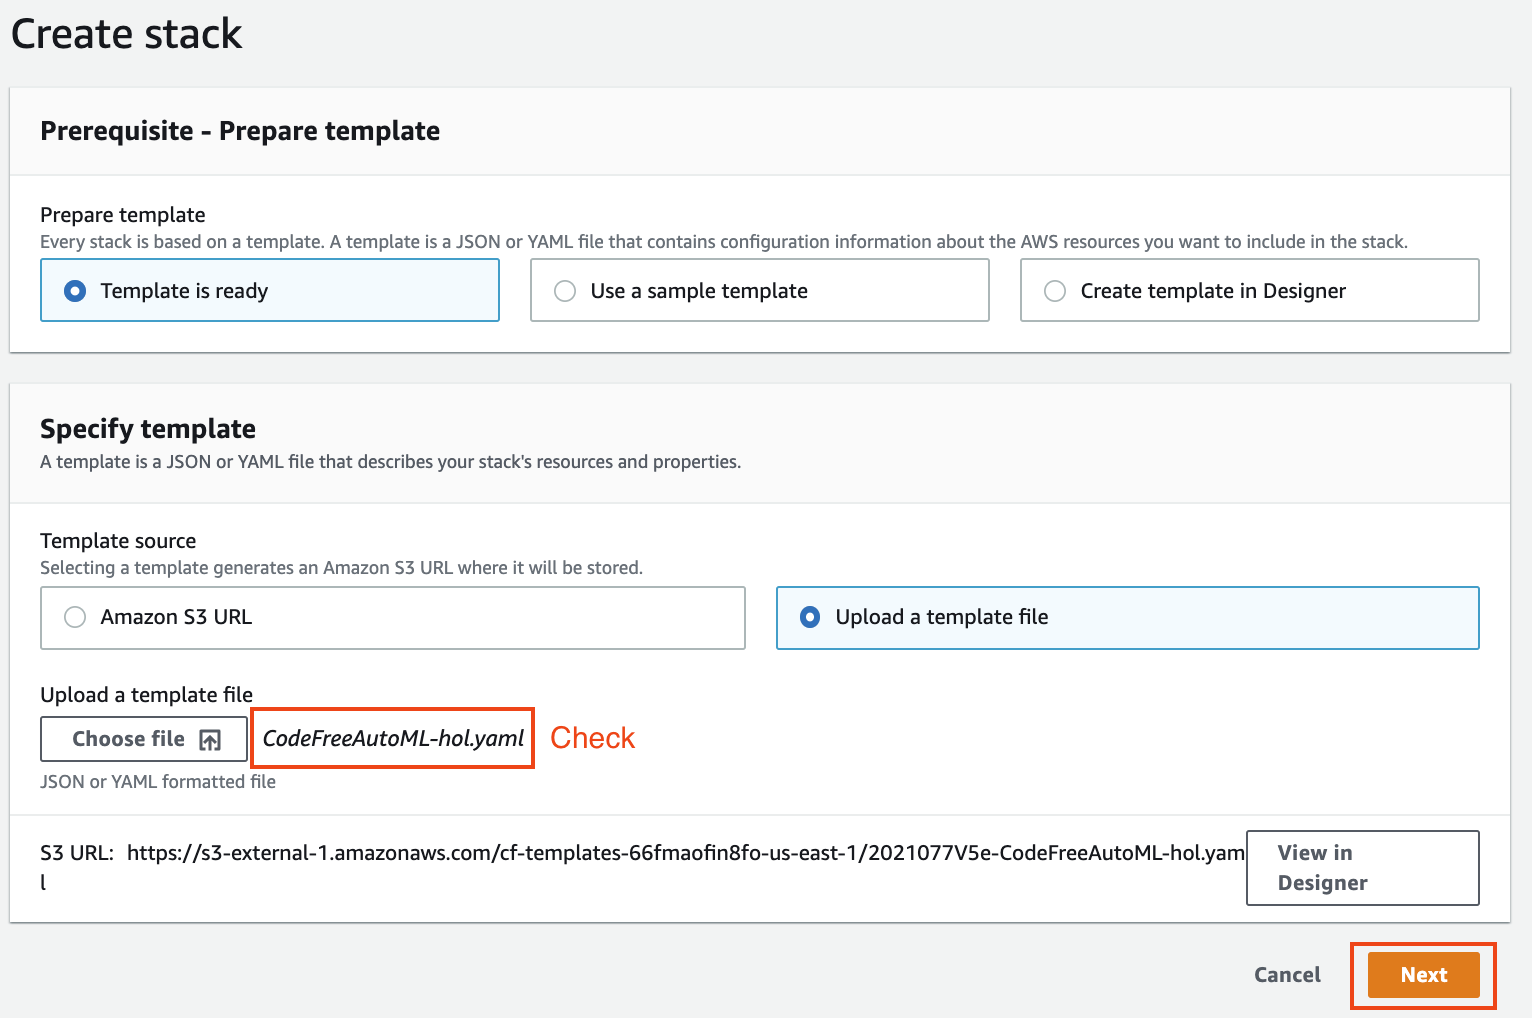 Create stack
Prerequisite - Prepare template
Prepare template
Every stack is based on a template. A template is a JSON or YAML file that contains configuration information about the AWS resources you want to include in the stack.
Template is ready
Use a sample template
Create template in Designer
Specify template
A template is a JSON or YAML file that describes your stack's resources and properties.
Template source
Selecting a template generates an Amazon S3 URL where it will be stored.
Amazon S3 URL
Upload a template file
Upload a template file
Choose file
CodeFreeAutoML-hol.yaml
Check
JSON or YAML formatted file
S3 URL: https://s3-external-1.amazonaws.com/cf-templates-66fmaofin8fo-us-east-1/2021077V5e-CodeFreeAutoML-hol.yam
l
View in
Designer
Cancel
Next